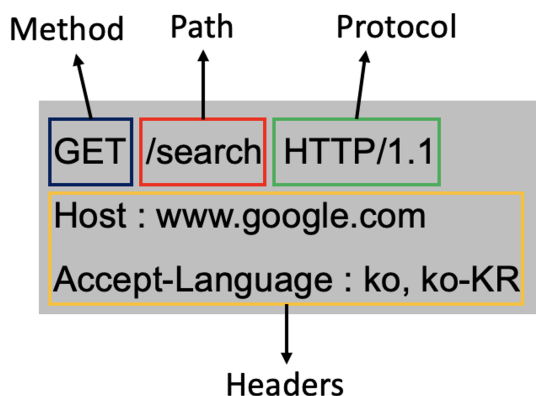 Method Path Protocol
GET /search HTTP/1.1
Host : www.google.com
Accept-Language : ko, ko-KR
Headers